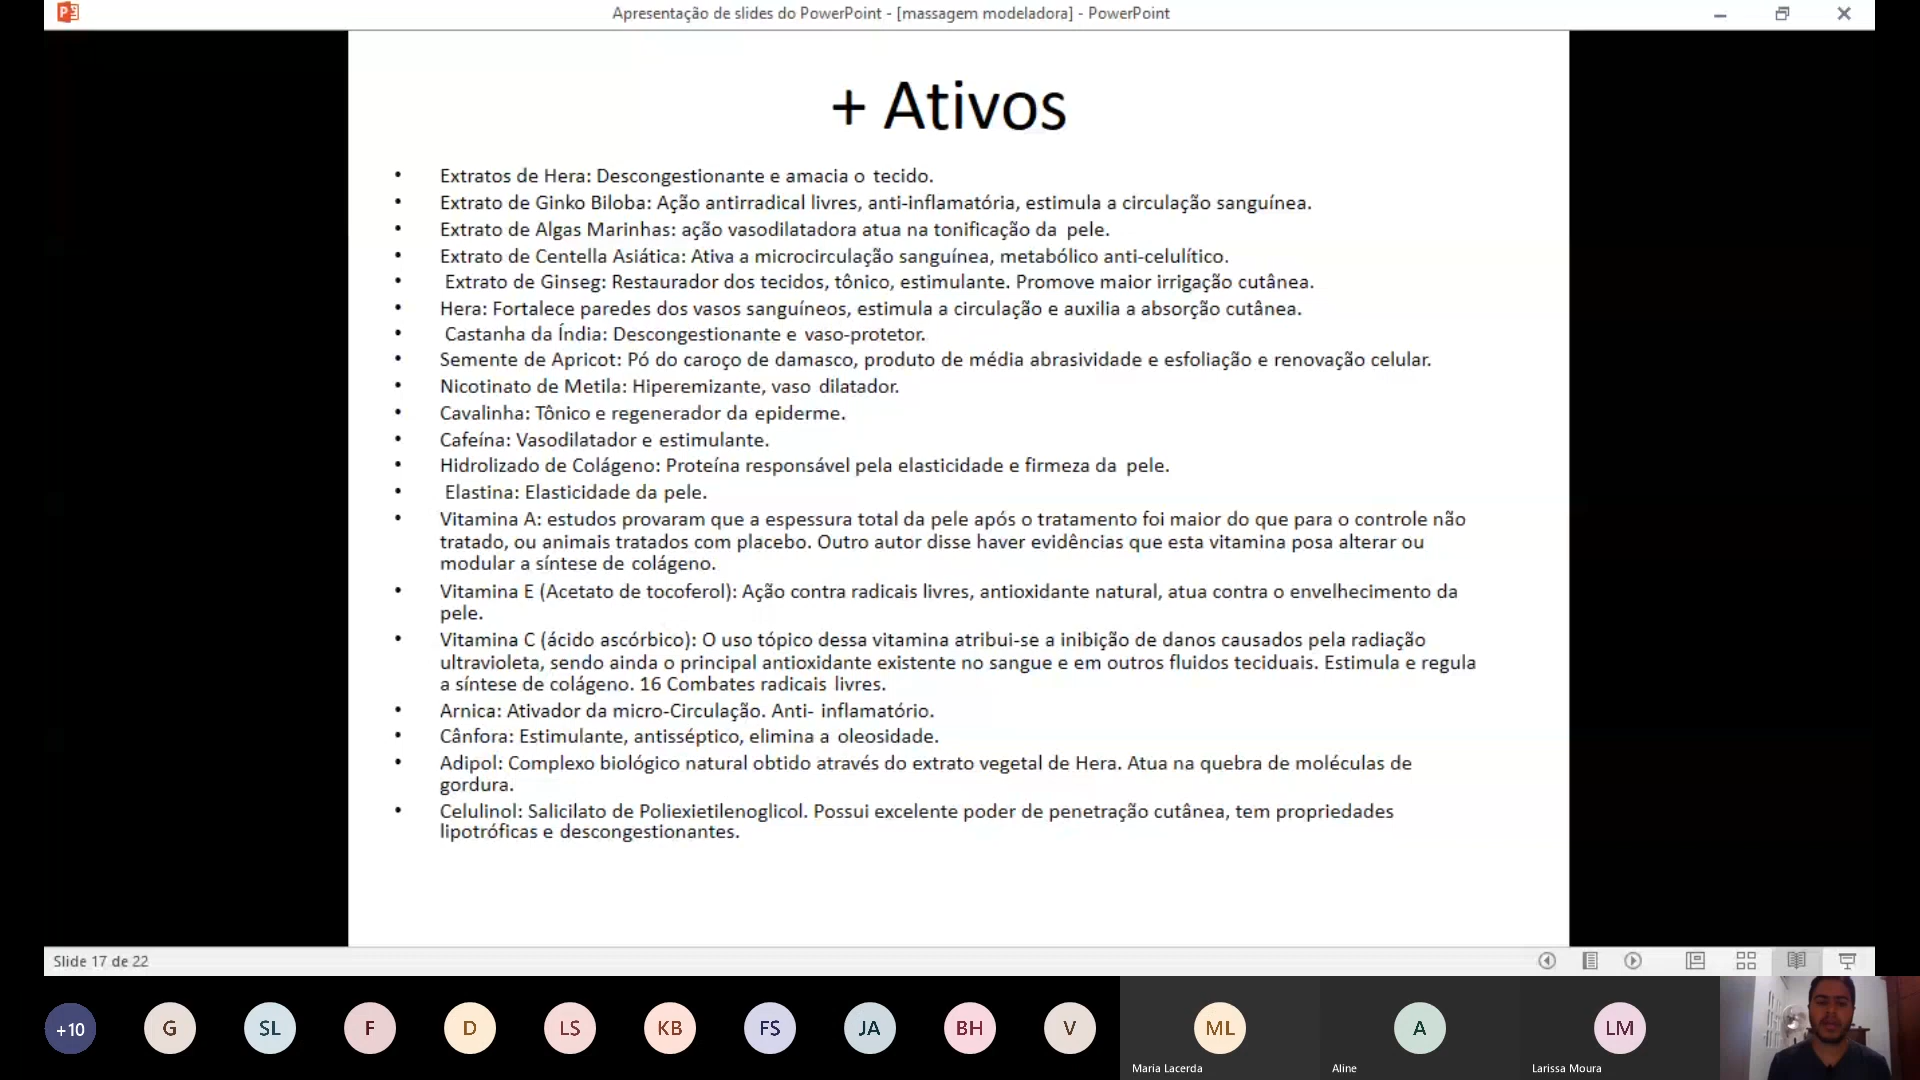 Apresentação de slides do PowerPoint - [massagem modeladora] - PowerPoint
+ Ativos
• Extratos de Hera: Descongestionante e amacia o tecido.
• Extrato de Ginko Biloba: Ação antirradical livres, anti-inflamatória, estimula a circulação sanguínea.
• Extrato de Algas Marinhas: ação vasodilatadora atua na tonificação da pele.
• Extrato de Centella Asiática: Ativa a microcirculação sanguínea, metabólico anti-celulítico.
• Extrato de Ginseg: Restaurador dos tecidos, tônico, estimulante. Promove maior irrigação cutânea.
• Hera: Fortalece paredes dos vasos sanguíneos, estimula a circulação e auxilia a absorção cutânea.
• Castanha da Índia: Descongestionante e vaso-protetor.
• Semente de Apricot: Pó do caroço de damasco, produto de média abrasividade e esfoliação e renovação celular.
• Nicotinato de Metila: Hiperemizante, vaso dilatador.
• Cavalinha: Tônico e regenerador da epiderme.
• Cafeína: Vasodilatador e estimulante.
• Hidrolizado de Colágeno: Proteína responsável pela elasticidade e firmeza da pele.
• Elastina: Elasticidade da pele.
• Vitamina A: estudos provaram que a espessura total da pele após o tratamento foi maior do que para o controle não
tratado, ou animais tratados com placebo. Outro autor disse haver evidências que esta vitamina posa alterar ou
modular a síntese de colágeno.
• Vitamina E (Acetato de tocoferol): Ação contra radicais livres, antioxidante natural, atua contra o envelhecimento da
pele.
• Vitamina C (ácido ascórbico): O uso tópico dessa vitamina atribui-se a inibição de danos causados pela radiação
ultravioleta, sendo ainda o principal antioxidante existente no sangue e em outros fluidos teciduais. Estimula e regula
a síntese de colágeno. 16 Combates radicais livres.
• Arnica: Ativador da micro-Circulação. Anti- inflamatório.
• Cânfora: Estimulante, antisséptico, elimina a oleosidade.
• Adipol: Complexo biológico natural obtido através do extrato vegetal de Hera. Atua na quebra de moléculas de
gordura.
• Celulinol: Salicilato de Poliexietilenoglicol. Possui excelente poder de penetração cutânea, tem propriedades
lipotróficas e descongestionantes.
Slide 17 de 22
+10 G SL F D LS KB FS JA BH V ML A LM
Maria Lacerda Aline Larissa Moura